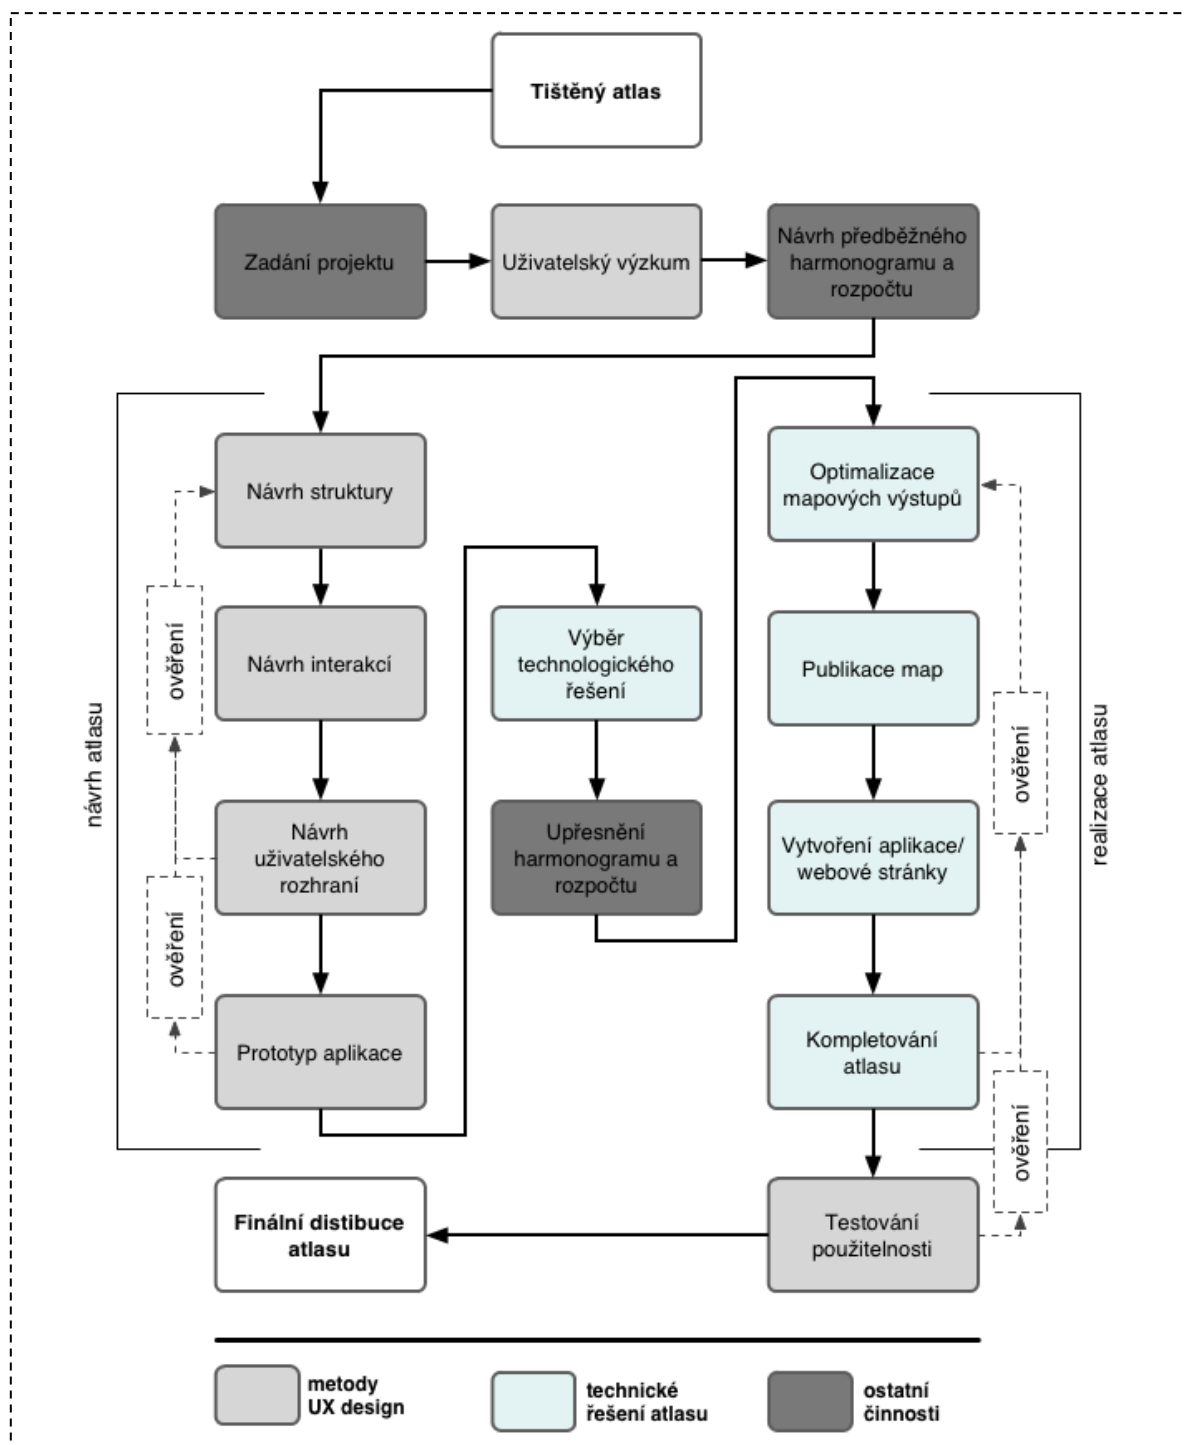 Tištěný atlas
Zadání projektu
Uživatelský výzkum
Návrh předběžného
harmonogramu a
rozpočtu
návrh atlasu
Návrh struktury
ověření
Návrh interakcí
Návrh
uživatelského
rozhraní
ověření
Prototyp aplikace
Výběr
technologického
řešení
Upřesnění
harmonogramu a
rozpočtu
Optimalizace
mapových výstupů
Publikace map
ověření
realizace atlasu
Vytvoření aplikace/
webové stránky
Kompletování
atlasu
ověření
Testování
použitelnosti
Finální distibuce
atlasu
metody
UX design
technické
řešení atlasu
ostatní
činnosti